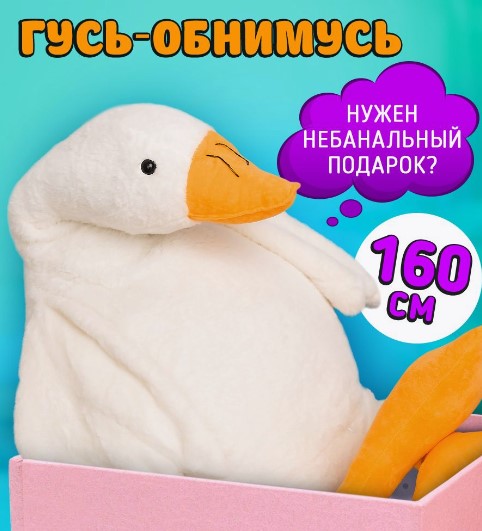 ГУСЬ-ОБНИМУСЬ
НУЖЕН
НЕБАНАЛЬНЫЙ
ПОДАРОК?
160
СМ